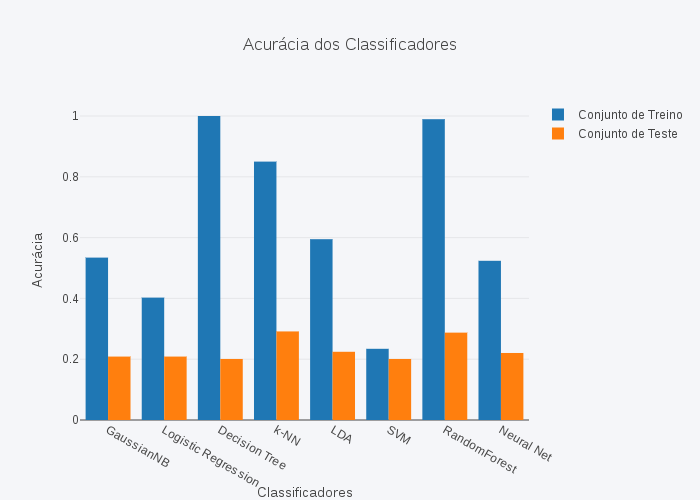 Acurácia dos Classificadores
Conjunto de Treino
Conjunto de Teste
Acurácia
1
0.8
0.6
0.4
0.2
0
GaussianNB
Logistic Regression
Decision Tree
k-NN
LDA
SVM
RandomForest
Neural Net
Classificadores